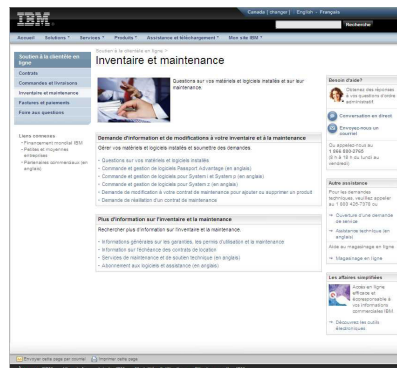 IBM
Canada [ changer ] | English - Français
Rechercher
Accueil Solutions Services Produits Assistance et téléchargement Mon site IBM
Soutien à la clientèle en ligne
Contrats
Commandes et livraisons
Inventaire et maintenance
Factures et paiements
Foire aux questions
Liens connexes
- Financement mondial IBM
- Petites et moyennes entreprises
- Partenaires commerciaux (en anglais)
Soutien à la clientèle en ligne >
Inventaire et maintenance
Questions sur vos matériels et logiciels installés et sur leur maintenance.
Demande d'information et de modifications à votre inventaire et à la maintenance
Gérer vos matériels et logiciels installés et soumettre des demandes.
- Questions sur vos matériels et logiciels installés
- Commande et gestion de logiciels Passport Advantage (en anglais)
- Commande et gestion de logiciels pour System i et System p (en anglais)
- Commande et gestion de logiciels pour System z (en anglais)
- Demande de modification à votre contrat de maintenance pour ajouter ou supprimer un produit
- Demande de résiliation d'un contrat de maintenance
Plus d'information sur l'inventaire et la maintenance
Rechercher plus d'information sur l'inventaire et la maintenance.
- Informations générales sur les garanties, les permis d'utilisation et la maintenance
- Information sur l'échéance des contrats de location
- Services de maintenance et de soutien technique (en anglais)
- Abonnement aux logiciels et assistance (en anglais)
Besoin d'aide?
Obtenez des réponses à vos questions d'ordre administratif.
Conversation en direct
Envoyez-nous un courriel
Ou appelez-nous au
(8 h à 18 h du lundi au vendredi)
Autre assistance
Pour les demandes techniques, veuillez appeler au 1 800 426-7378 ou
Ouverture d'une demande de service
Assistance technique (en anglais)
Aide au magasinage en ligne
Magasinage en ligne
Les affaires simplifiées
Accès en ligne efficace et écoresponsable à vos informations commerciales IBM
Découvrez les outils électroniques
Envoyer cette page par courriel Imprimer cette page